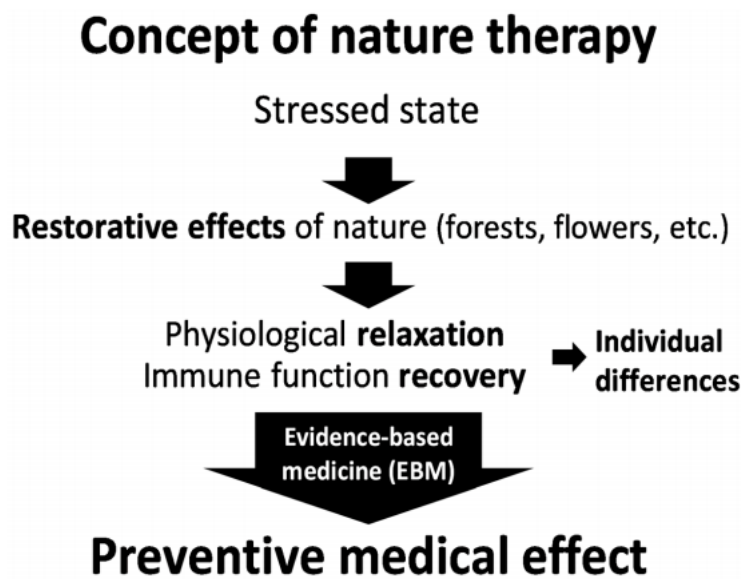 Concept of nature therapy
Stressed state
Restorative effects of nature (forests, flowers, etc.)
Physiological relaxation
Immune function recovery
Individual
differences
Evidence-based
medicine (EBM)
Preventive medical effect